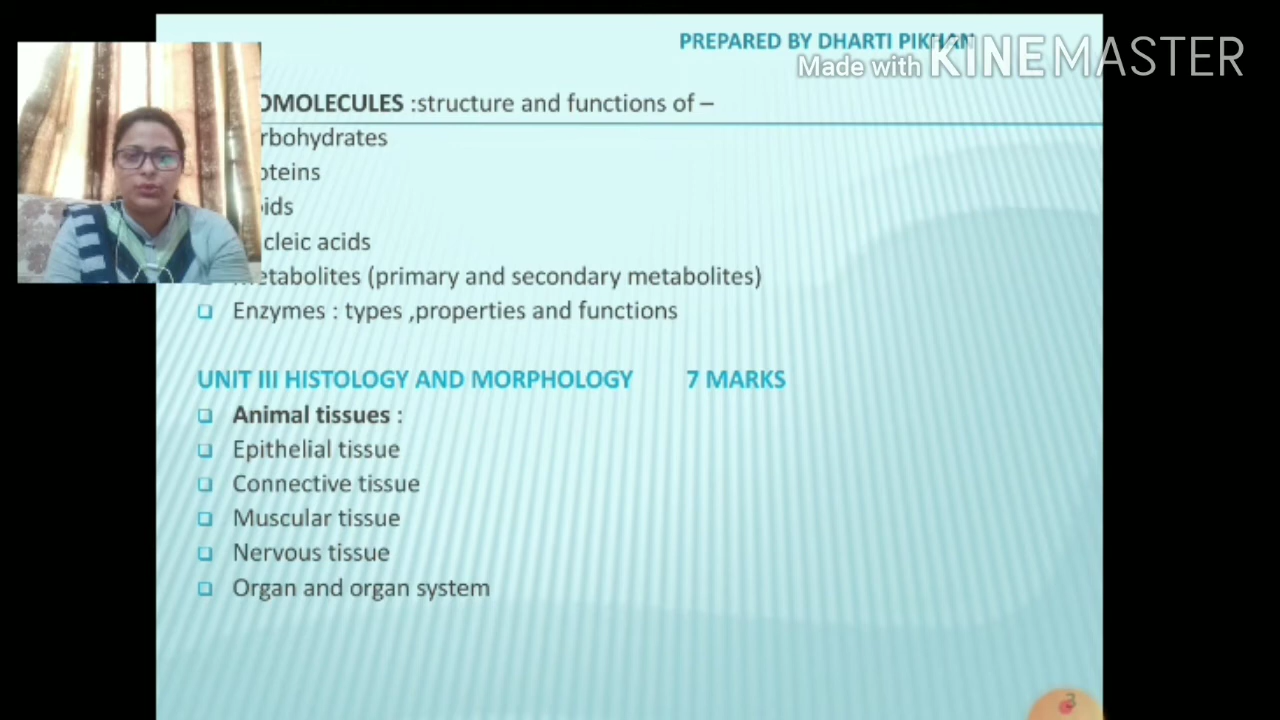 PREPARED BY DHARTI
Made with KINEMASTER
:structure and functions of –
acids
(primary and secondary metabolites)
Enzymes : types ,properties and functions
UNIT III HISTOLOGY AND MORPHOLOGY 7 MARKS
Animal tissues :
Epithelial tissue
Connective tissue
Muscular tissue
Nervous tissue
Organ and organ system
3